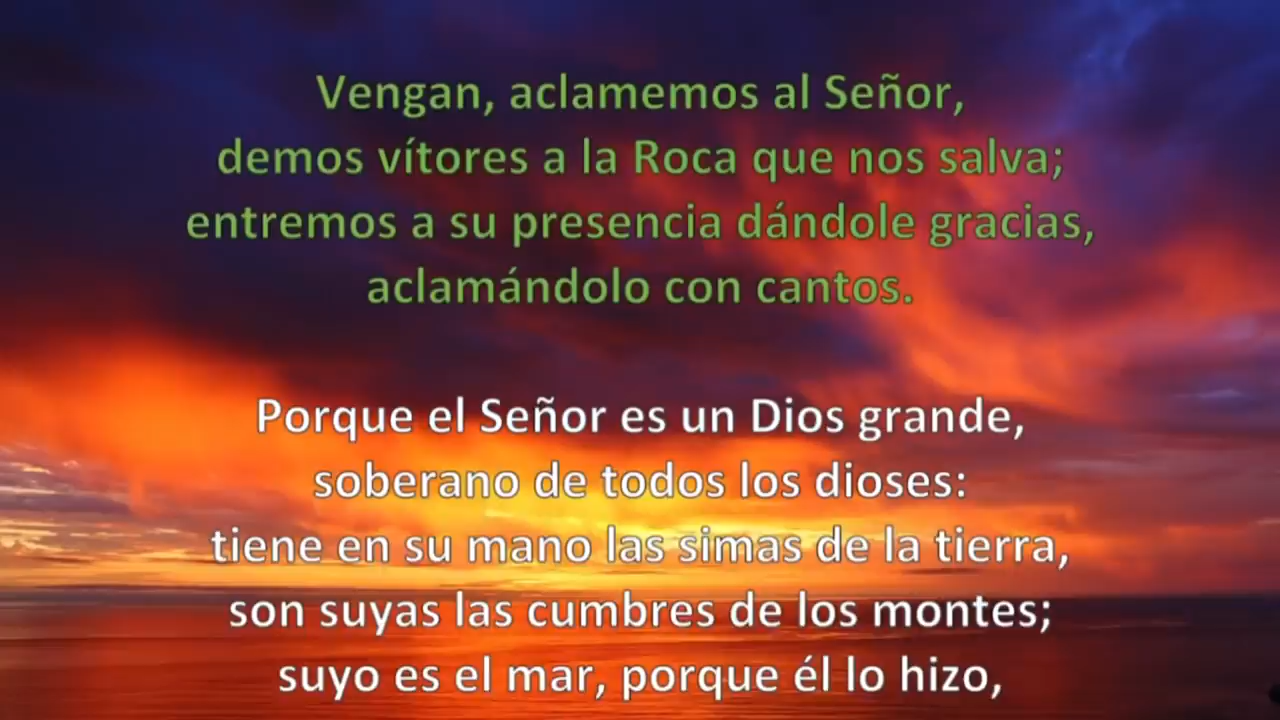 Vengan, aclamemos al Señor,
demos vítores a la Roca que nos salva;
entremos a su presencia dándole gracias,
aclamándolo con cantos.
Porque el Señor es un Dios grande,
soberano de todos los dioses:
tiene en su mano las simas de la tierra,
son suyas las cumbres de los montes;
suyo es el mar, porque él lo hizo,